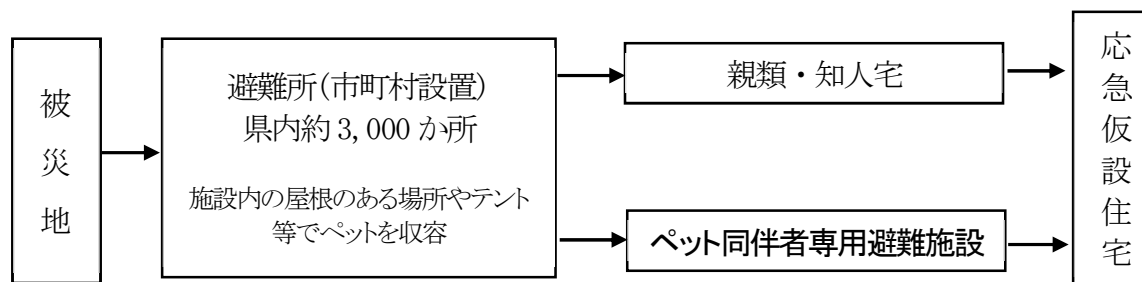 被災地
避難所(市町村設置)
県内約3,000か所
施設内の屋根のある場所やテント
等でペットを収容
親類・知人宅
ペット同伴者専用避難施設
応急仮設住宅